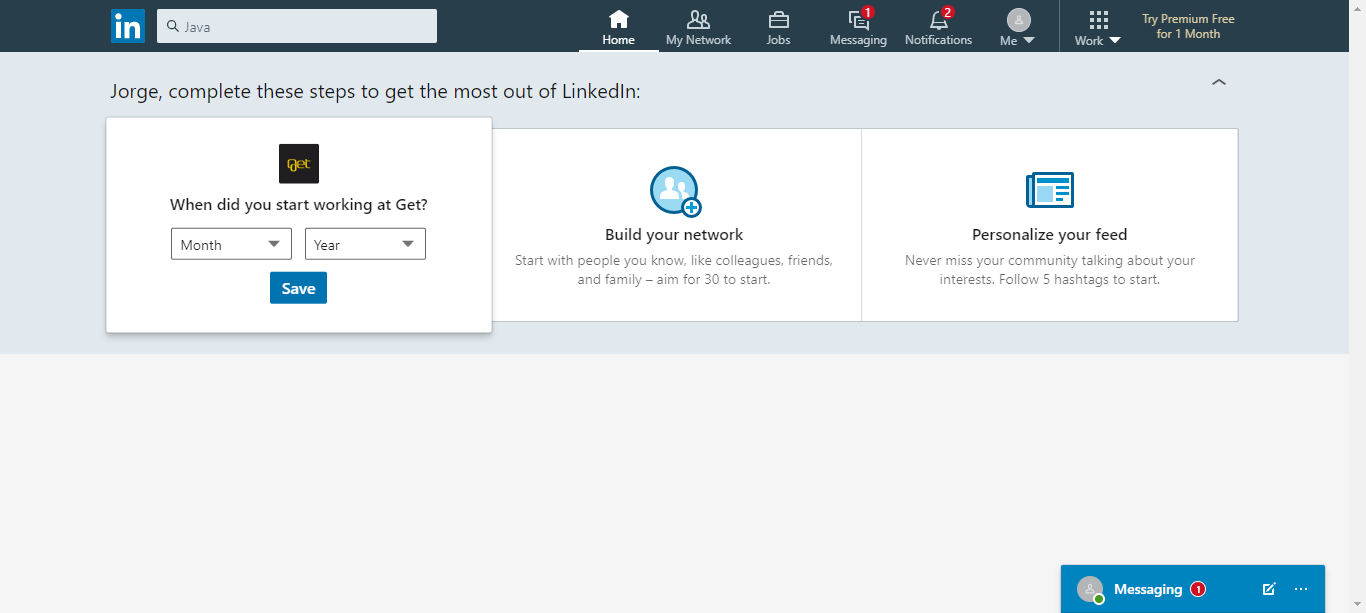 in
Java
Home
My Network
Jobs
1
Messaging
2
Notifications
Me
Work
Try Premium Free
for 1 Month
Jorge, complete these steps to get the most out of LinkedIn:
Get
When did you start working at Get?
Month
Year
Save
Build your network
Start with people you know, like colleagues, friends,
and family – aim for 30 to start.
Personalize your feed
Never miss your community talking about your
interests. Follow 5 hashtags to start.
Messaging 1